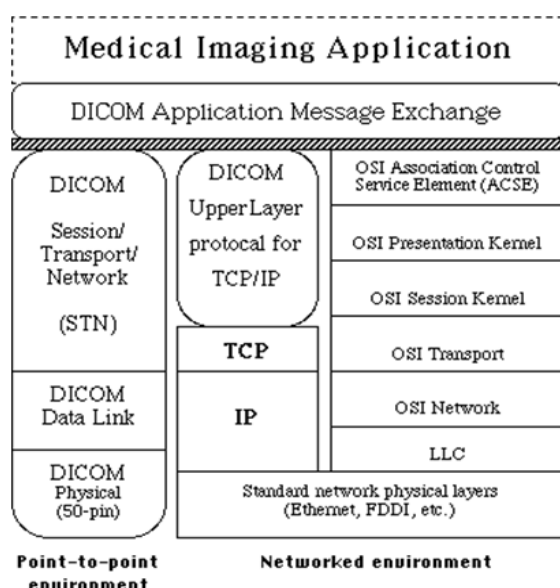 Medical Imaging Application
DICOM Application Message Exchange
DICOM
Session/
Transport/
Network
(STN)
DICOM
Data Link
DICOM
Physical
(50-pin)
DICOM
UpperLayer
protocal for
TCP/IP
TCP
IP
OSI Association Control
Service Element (ACSE)
OSI Presentation Kernel
OSI Session Kernel
OSI Transport
OSI Network
LLC
Standard network physical layers
(Ethernet, FDDI, etc.)
Point-to-point
environment
Networked environment